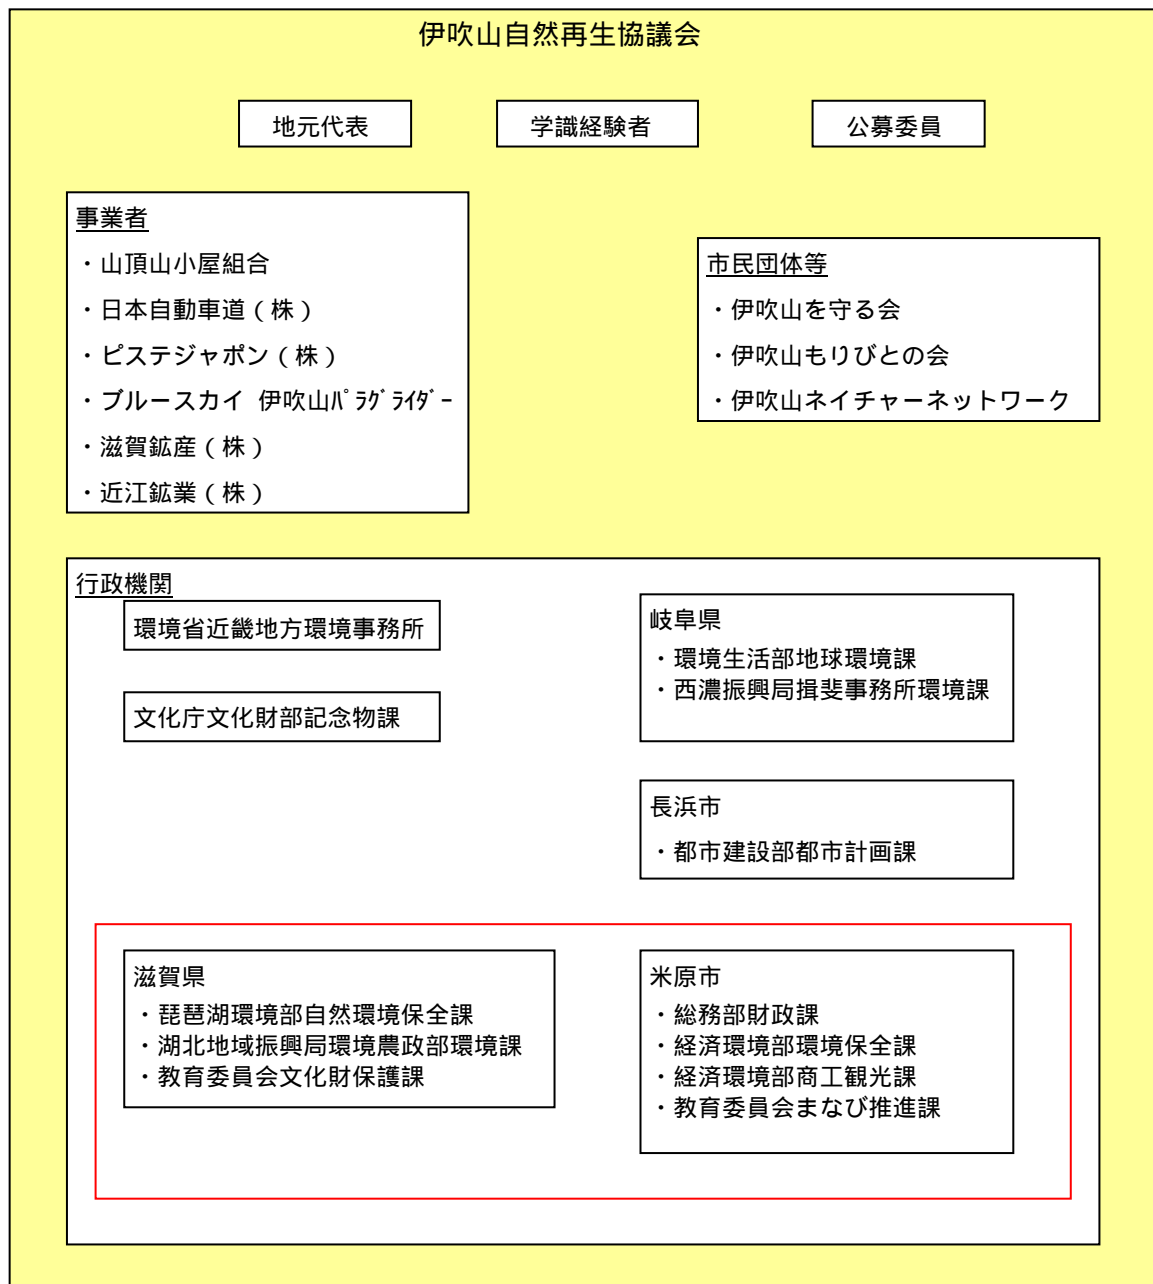 伊吹山自然再生協議会
地元代表
学識経験者
公募委員
事業者
・山頂山小屋組合
・日本自動車道（株）
・ピステジャポン（株）
・ブルースカイ 伊吹山ﾊﾟﾗｸﾞﾗｲﾀﾞｰ
・滋賀鉱産（株）
・近江鉱業（株）
市民団体等
・伊吹山を守る会
・伊吹山もりびとの会
・伊吹山ネイチャーネットワーク
行政機関
環境省近畿地方環境事務所
文化庁文化財部記念物課
岐阜県
・環境生活部地球環境課
・西濃振興局揖斐事務所環境課
長浜市
・都市建設部都市計画課
滋賀県
・琵琶湖環境部自然環境保全課
・湖北地域振興局環境農政部環境課
・教育委員会文化財保護課
米原市
・総務部財政課
・経済環境部環境保全課
・経済環境部商工観光課
・教育委員会まなび推進課